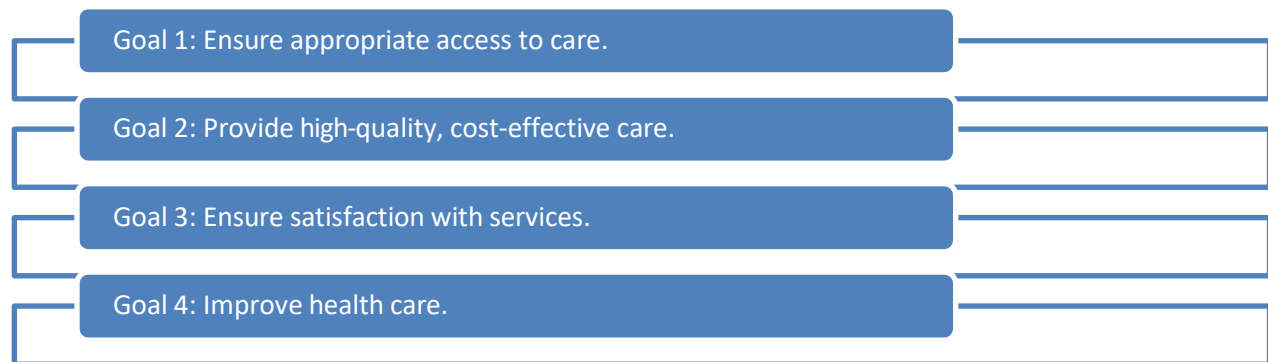 Goal 1: Ensure appropriate access to care.
Goal 2: Provide high-quality, cost-effective care.
Goal 3: Ensure satisfaction with services.
Goal 4: Improve health care.